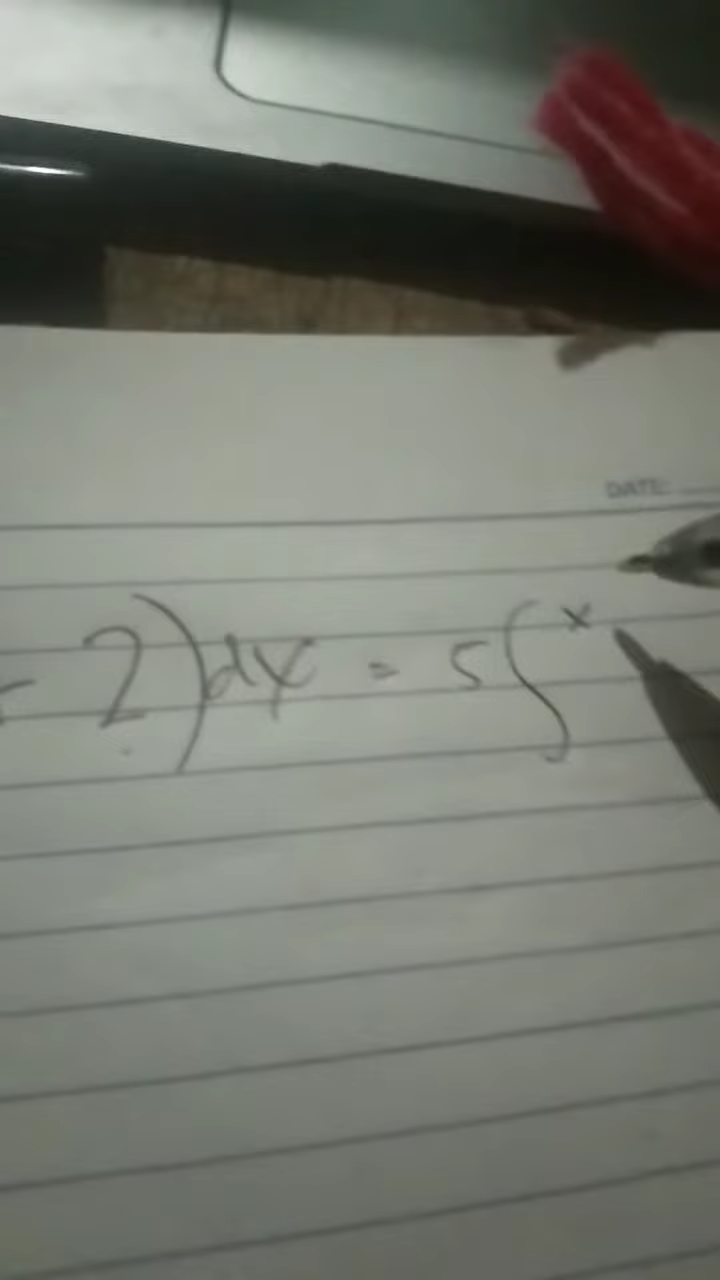 DATE:
- 2)dx = 5∫x